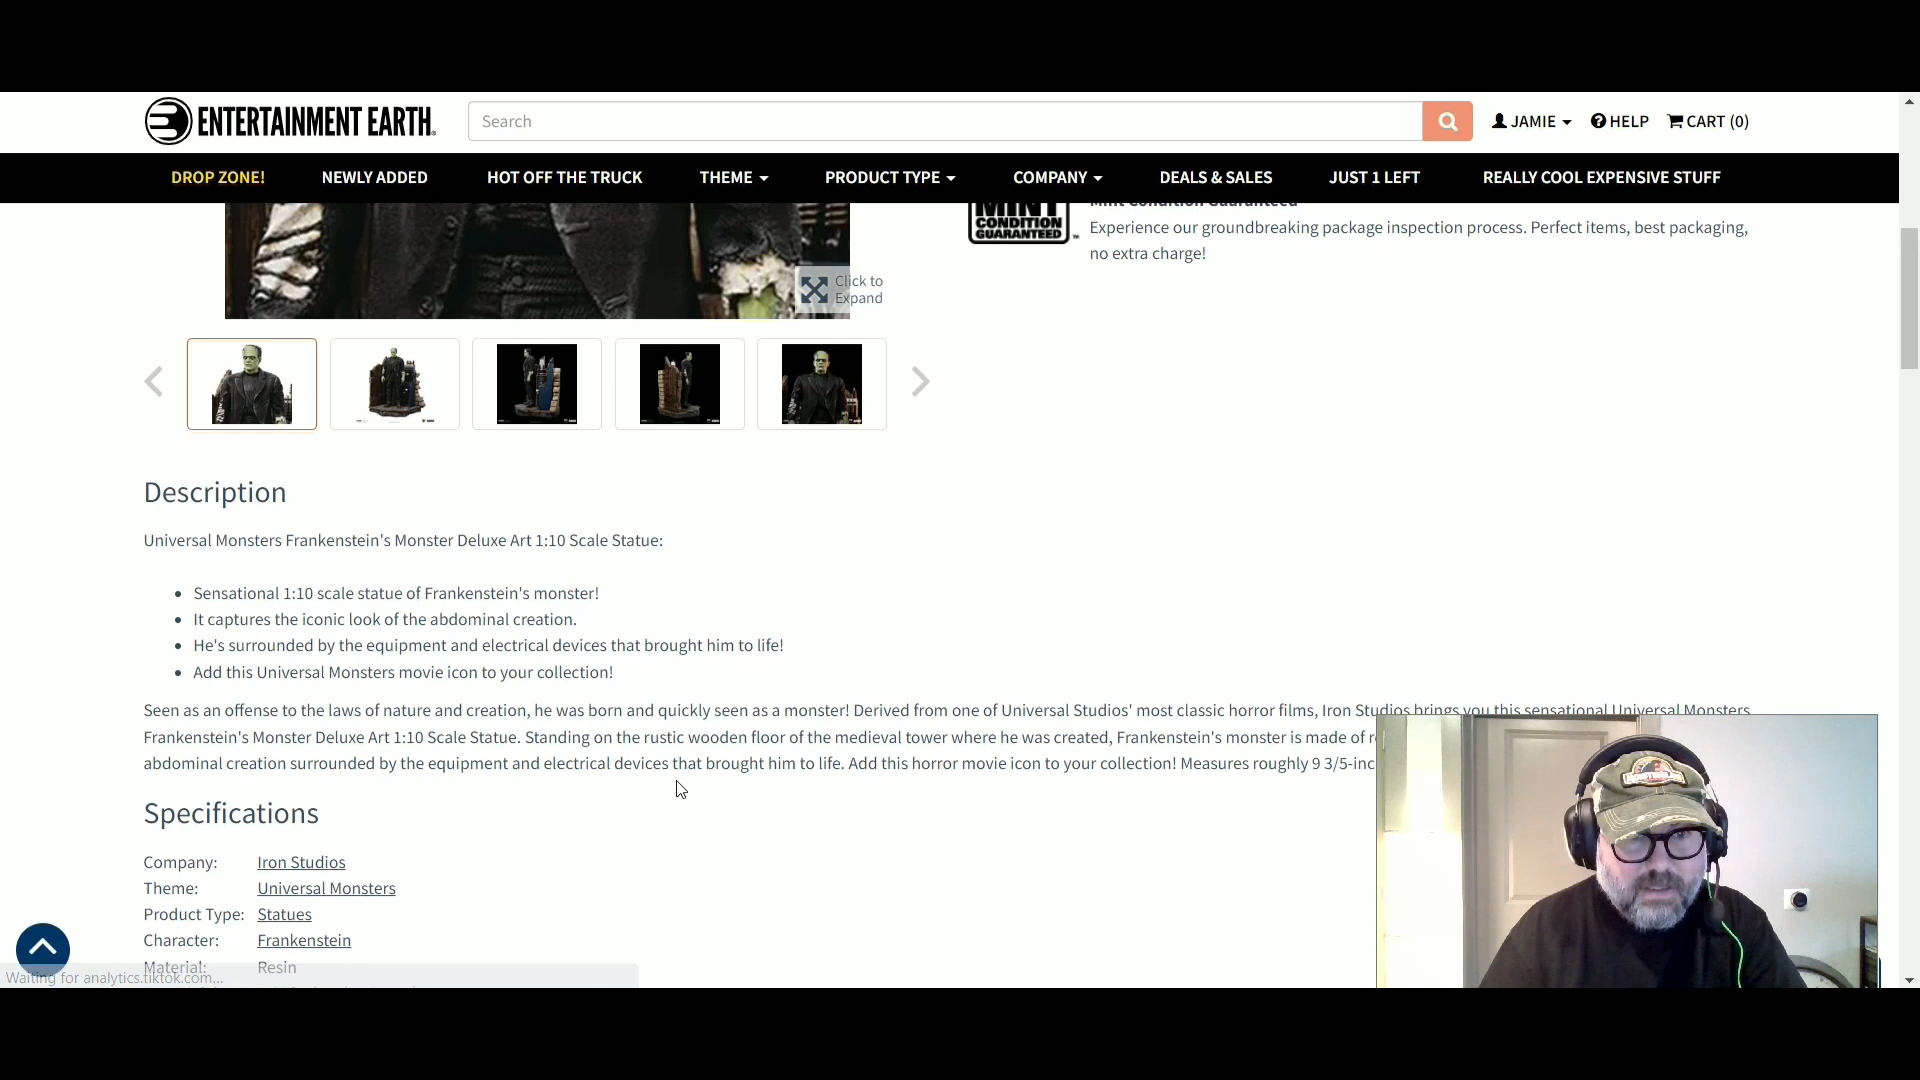 ENTERTAINMENT EARTH
Search
JAMIE
HELP
CART (0)
DROP ZONE!
NEWLY ADDED
HOT OFF THE TRUCK
THEME
PRODUCT TYPE
COMPANY
DEALS & SALES
JUST 1 LEFT
REALLY COOL EXPENSIVE STUFF
MINT
CONDITION
GUARANTEED
Mint Condition Guaranteed
Experience our groundbreaking package inspection process. Perfect items, best packaging,
no extra charge!
Click to
Expand
Description
Universal Monsters Frankenstein's Monster Deluxe Art 1:10 Scale Statue:
Sensational 1:10 scale statue of Frankenstein's monster!
It captures the iconic look of the abdominal creation.
He's surrounded by the equipment and electrical devices that brought him to life!
Add this Universal Monsters movie icon to your collection!
Seen as an offense to the laws of nature and creation, he was born and quickly seen as a monster! Derived from one of Universal Studios' most classic horror films, Iron Studios brings you this sensational Universal Monsters
Frankenstein's Monster Deluxe Art 1:10 Scale Statue. Standing on the rustic wooden floor of the medieval tower where he was created, Frankenstein's monster is made of
abdominal creation surrounded by the equipment and electrical devices that brought him to life. Add this horror movie icon to your collection! Measures roughly 9 3/5-inc
Specifications
Company: Iron Studios
Theme: Universal Monsters
Product Type: Statues
Character: Frankenstein
Material: Resin
Waiting for analytics.tiktok.com...